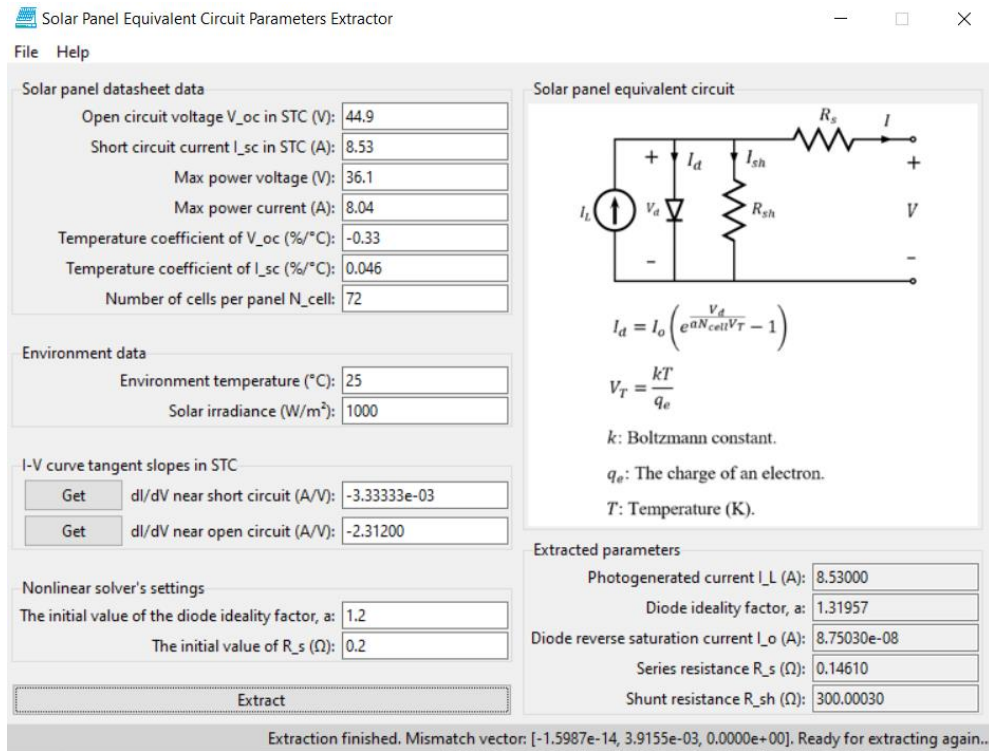 Solar Panel Equivalent Circuit Parameters Extractor
File Help
Solar panel datasheet data
Open circuit voltage V_oc in STC (V): 44.9
Short circuit current I_sc in STC (A): 8.53
Max power voltage (V): 36.1
Max power current (A): 8.04
Temperature coefficient of V_oc (%/°C): -0.33
Temperature coefficient of I_sc (%/°C): 0.046
Number of cells per panel N_cell: 72
Environment data
Environment temperature (°C): 25
Solar irradiance (W/m²): 1000
I-V curve tangent slopes in STC
Get dI/dV near short circuit (A/V): -3.33333e-03
Get dI/dV near open circuit (A/V): -2.31200
Nonlinear solver's settings
The initial value of the diode ideality factor, a: 1.2
The initial value of R_s (Ω): 0.2
Extract
Solar panel equivalent circuit
R_s I
+ I_d I_sh +
I_L V_d R_sh V
- -
I_d = I_o (e^(V_d / aN_cell V_T) - 1)
V_T = kT / q_e
k: Boltzmann constant.
q_e: The charge of an electron.
T: Temperature (K).
Extracted parameters
Photogenerated current I_L (A): 8.53000
Diode ideality factor, a: 1.31957
Diode reverse saturation current I_o (A): 8.75030e-08
Series resistance R_s (Ω): 0.14610
Shunt resistance R_sh (Ω): 300.00030
Extraction finished. Mismatch vector: [-1.5987e-14, 3.9155e-03, 0.0000e+00]. Ready for extracting again..